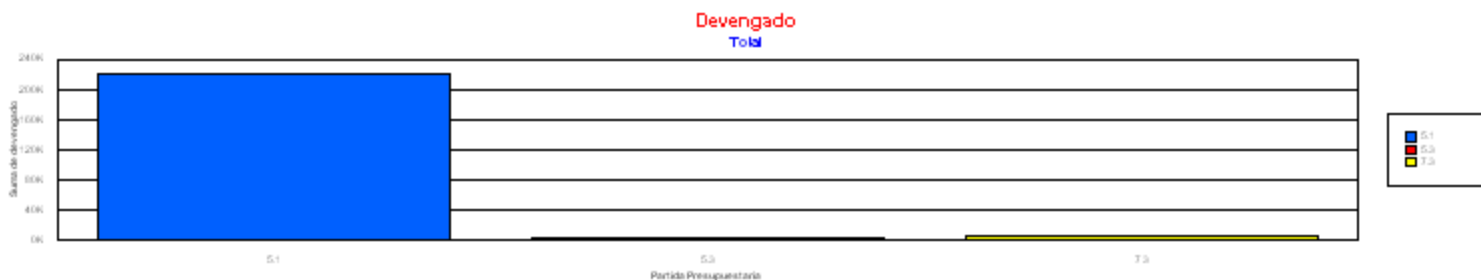 Devengado
Total
240K
200K
160K
120K
80K
40K
0K
Suma de devengado
5.1
5.3
7.3
Partida Presupuestaria
5.1
5.3
7.3